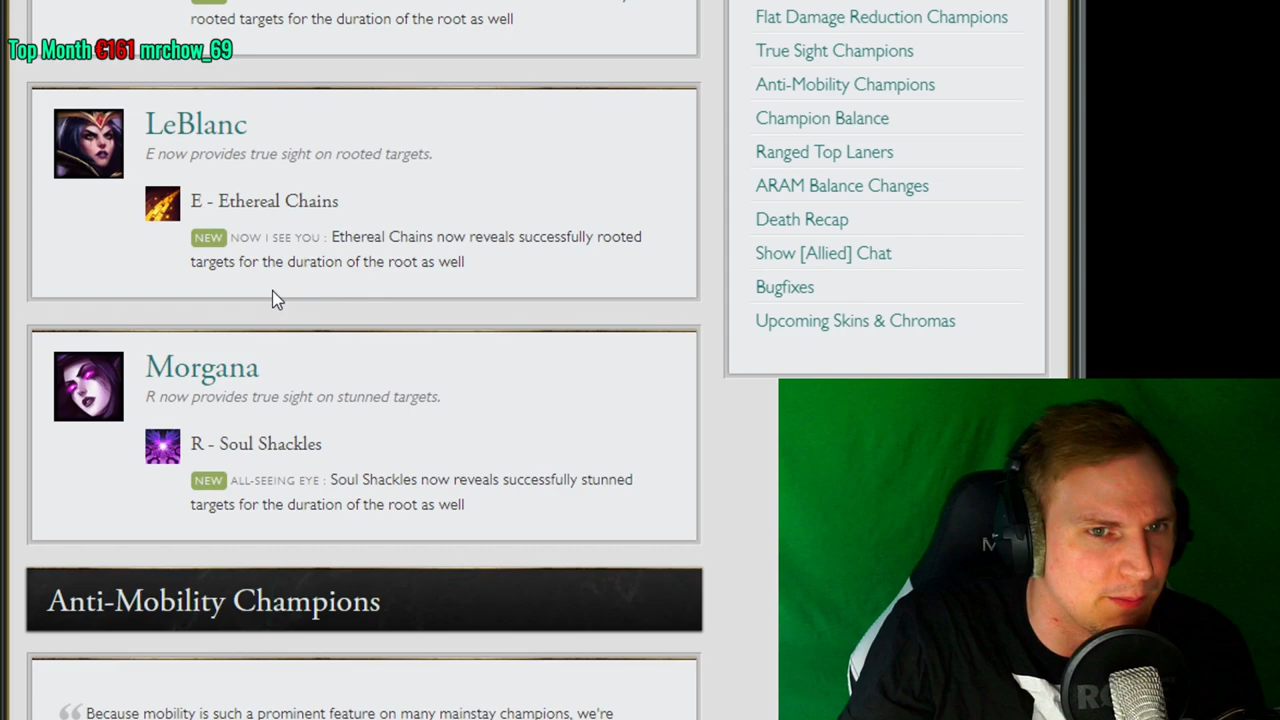 rooted targets for the duration of the root as well
Top Month €161 mrchow_69
LeBlanc
E now provides true sight on rooted targets.
E - Ethereal Chains
NEW NOW I SEE YOU : Ethereal Chains now reveals successfully rooted
targets for the duration of the root as well
Morgana
R now provides true sight on stunned targets.
R - Soul Shackles
NEW ALL-SEEING EYE : Soul Shackles now reveals successfully stunned
targets for the duration of the root as well
Anti-Mobility Champions
Because mobility is such a prominent feature on many mainstay champions, we're
Flat Damage Reduction Champions
True Sight Champions
Anti-Mobility Champions
Champion Balance
Ranged Top Laners
ARAM Balance Changes
Death Recap
Show [Allied] Chat
Bugfixes
Upcoming Skins & Chromas